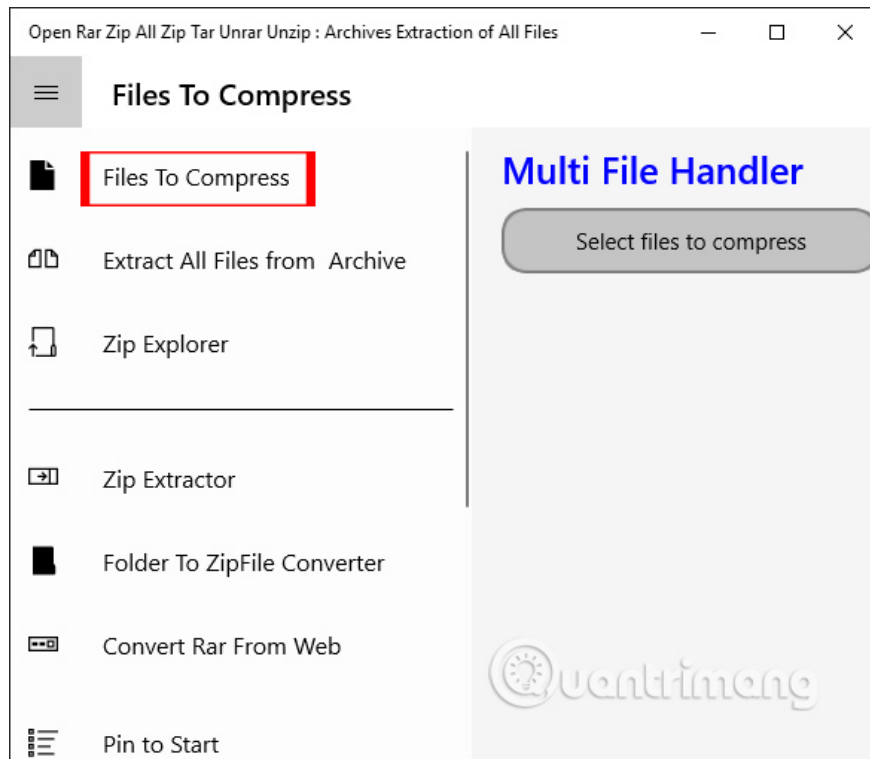 Open Rar Zip All Zip Tar Unrar Unzip : Archives Extraction of All Files
Files To Compress
Files To Compress
Extract All Files from  Archive
Zip Explorer
Zip Extractor
Folder To ZipFile Converter
Convert Rar From Web
Pin to Start
Multi File Handler
Select files to compress
Quantrimang